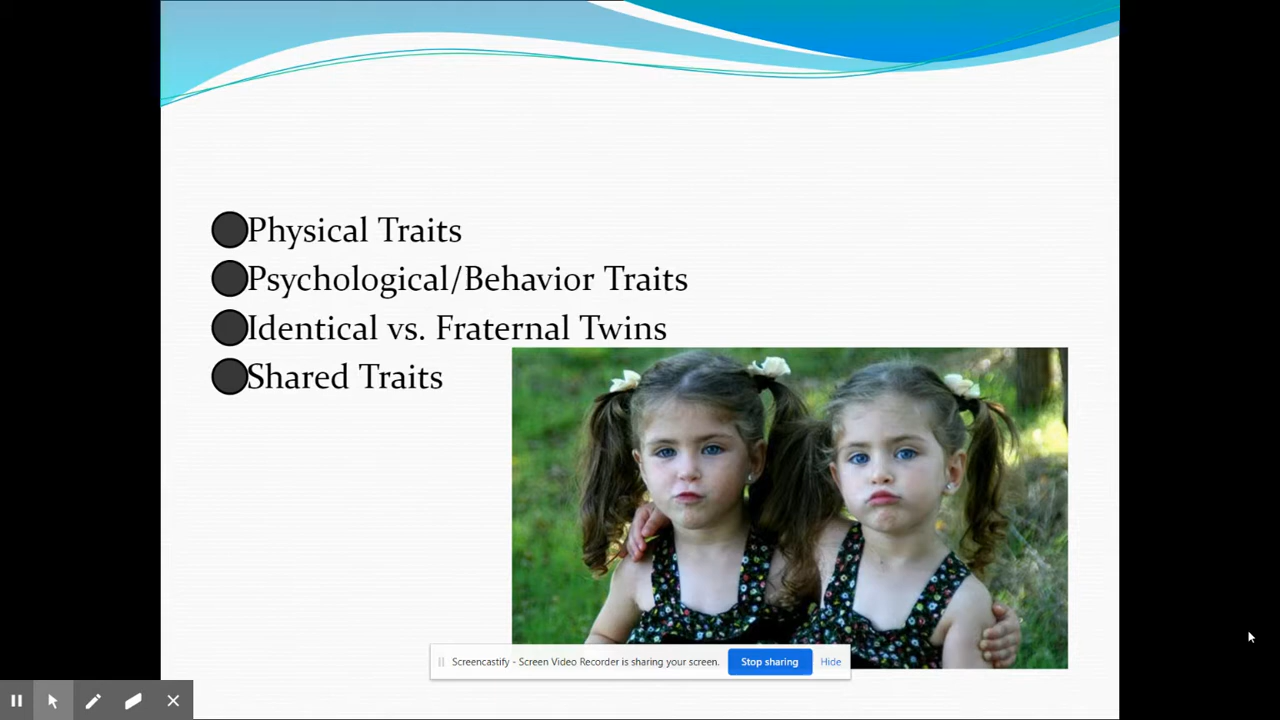 Physical Traits
Psychological/Behavior Traits
Identical vs. Fraternal Twins
Shared Traits
Screencastify - Screen Video Recorder is sharing your screen. Stop sharing Hide